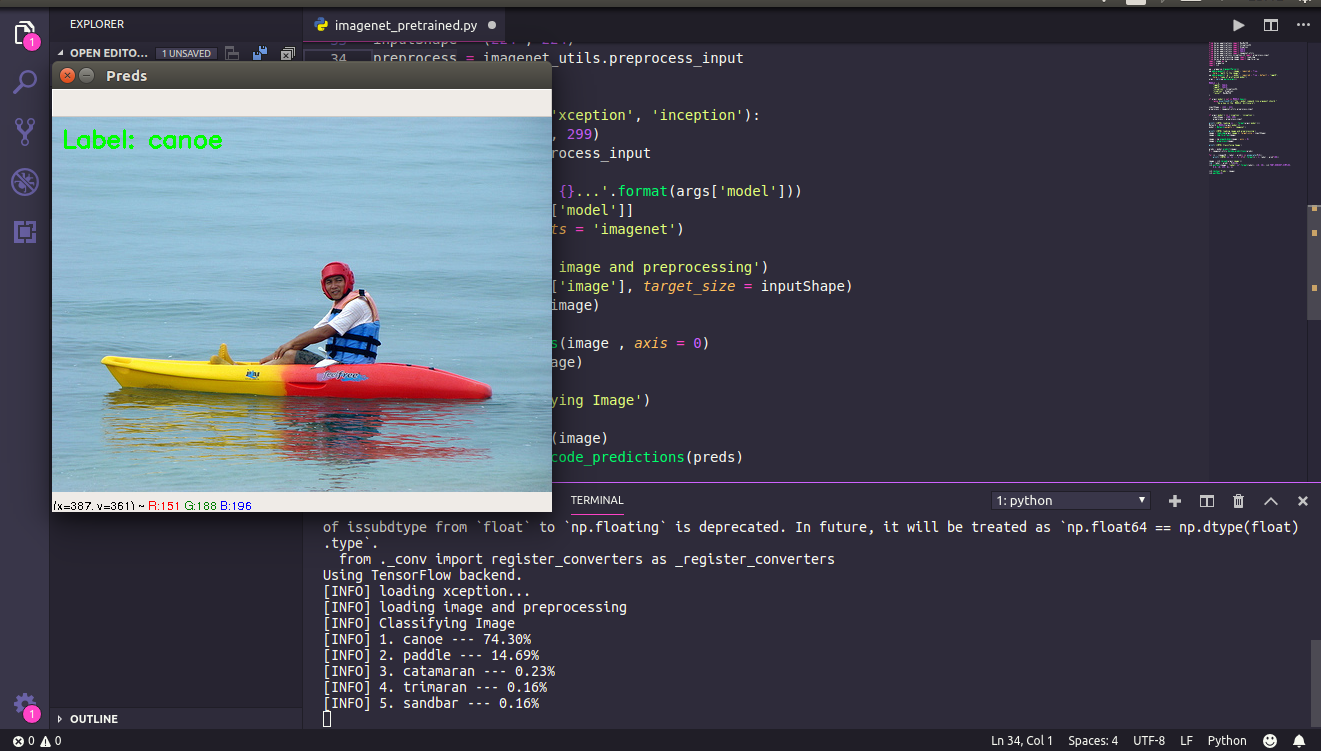 EXPLORER
imagenet_pretrained.py
OPEN EDITO... 1 UNSAVED
34 preprocess = imagenet_utils.preprocess_input
Preds
'xception', 'inception'):
, 299)
rocess_input
{}...'.format(args['model']))
['model']]
ts = 'imagenet')
image and preprocessing')
['image'], target_size = inputShape)
image)
s(image , axis = 0)
age)
ying Image')
(image)
code_predictions(preds)
Label: canoe
(x=387, y=361) ~ R:151 G:188 B:196
TERMINAL
1: python
of issubdtype from `float` to `np.floating` is deprecated. In future, it will be treated as `np.float64 == np.dtype(float)
.type`.
from ._conv import register_converters as _register_converters
Using TensorFlow backend.
[INFO] loading xception...
[INFO] loading image and preprocessing
[INFO] Classifying Image
[INFO] 1. canoe --- 74.30%
[INFO] 2. paddle --- 14.69%
[INFO] 3. catamaran --- 0.23%
[INFO] 4. trimaran --- 0.16%
[INFO] 5. sandbar --- 0.16%
1
1
OUTLINE
0 0
Ln 34, Col 1 Spaces: 4 UTF-8 LF Python